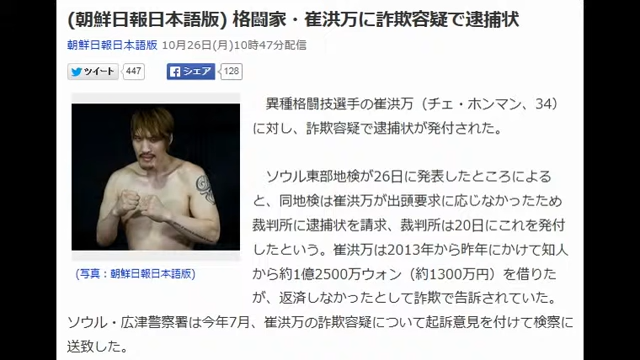 (朝鮮日報日本語版) 格闘家・崔洪万に詐欺容疑で逮捕状
朝鮮日報日本語版 10月26日(月)10時47分配信
ツイート 447 シェア 128
異種格闘技選手の崔洪万（チェ・ホンマン、34）
に対し、詐欺容疑で逮捕状が発付された。
ソウル東部地検が26日に発表したところによる
と、同地検は崔洪万が出頭要求に応じなかったため
裁判所に逮捕状を請求、裁判所は20日にこれを発付
したという。崔洪万は2013年から昨年にかけて知人
から約1億2500万ウォン（約1300万円）を借りた
が、返済しなかったとして詐欺で告訴されていた。
(写真：朝鮮日報日本語版)
ソウル・広津警察署は今年7月、崔洪万の詐欺容疑について起訴意見を付けて検察に
送致した。